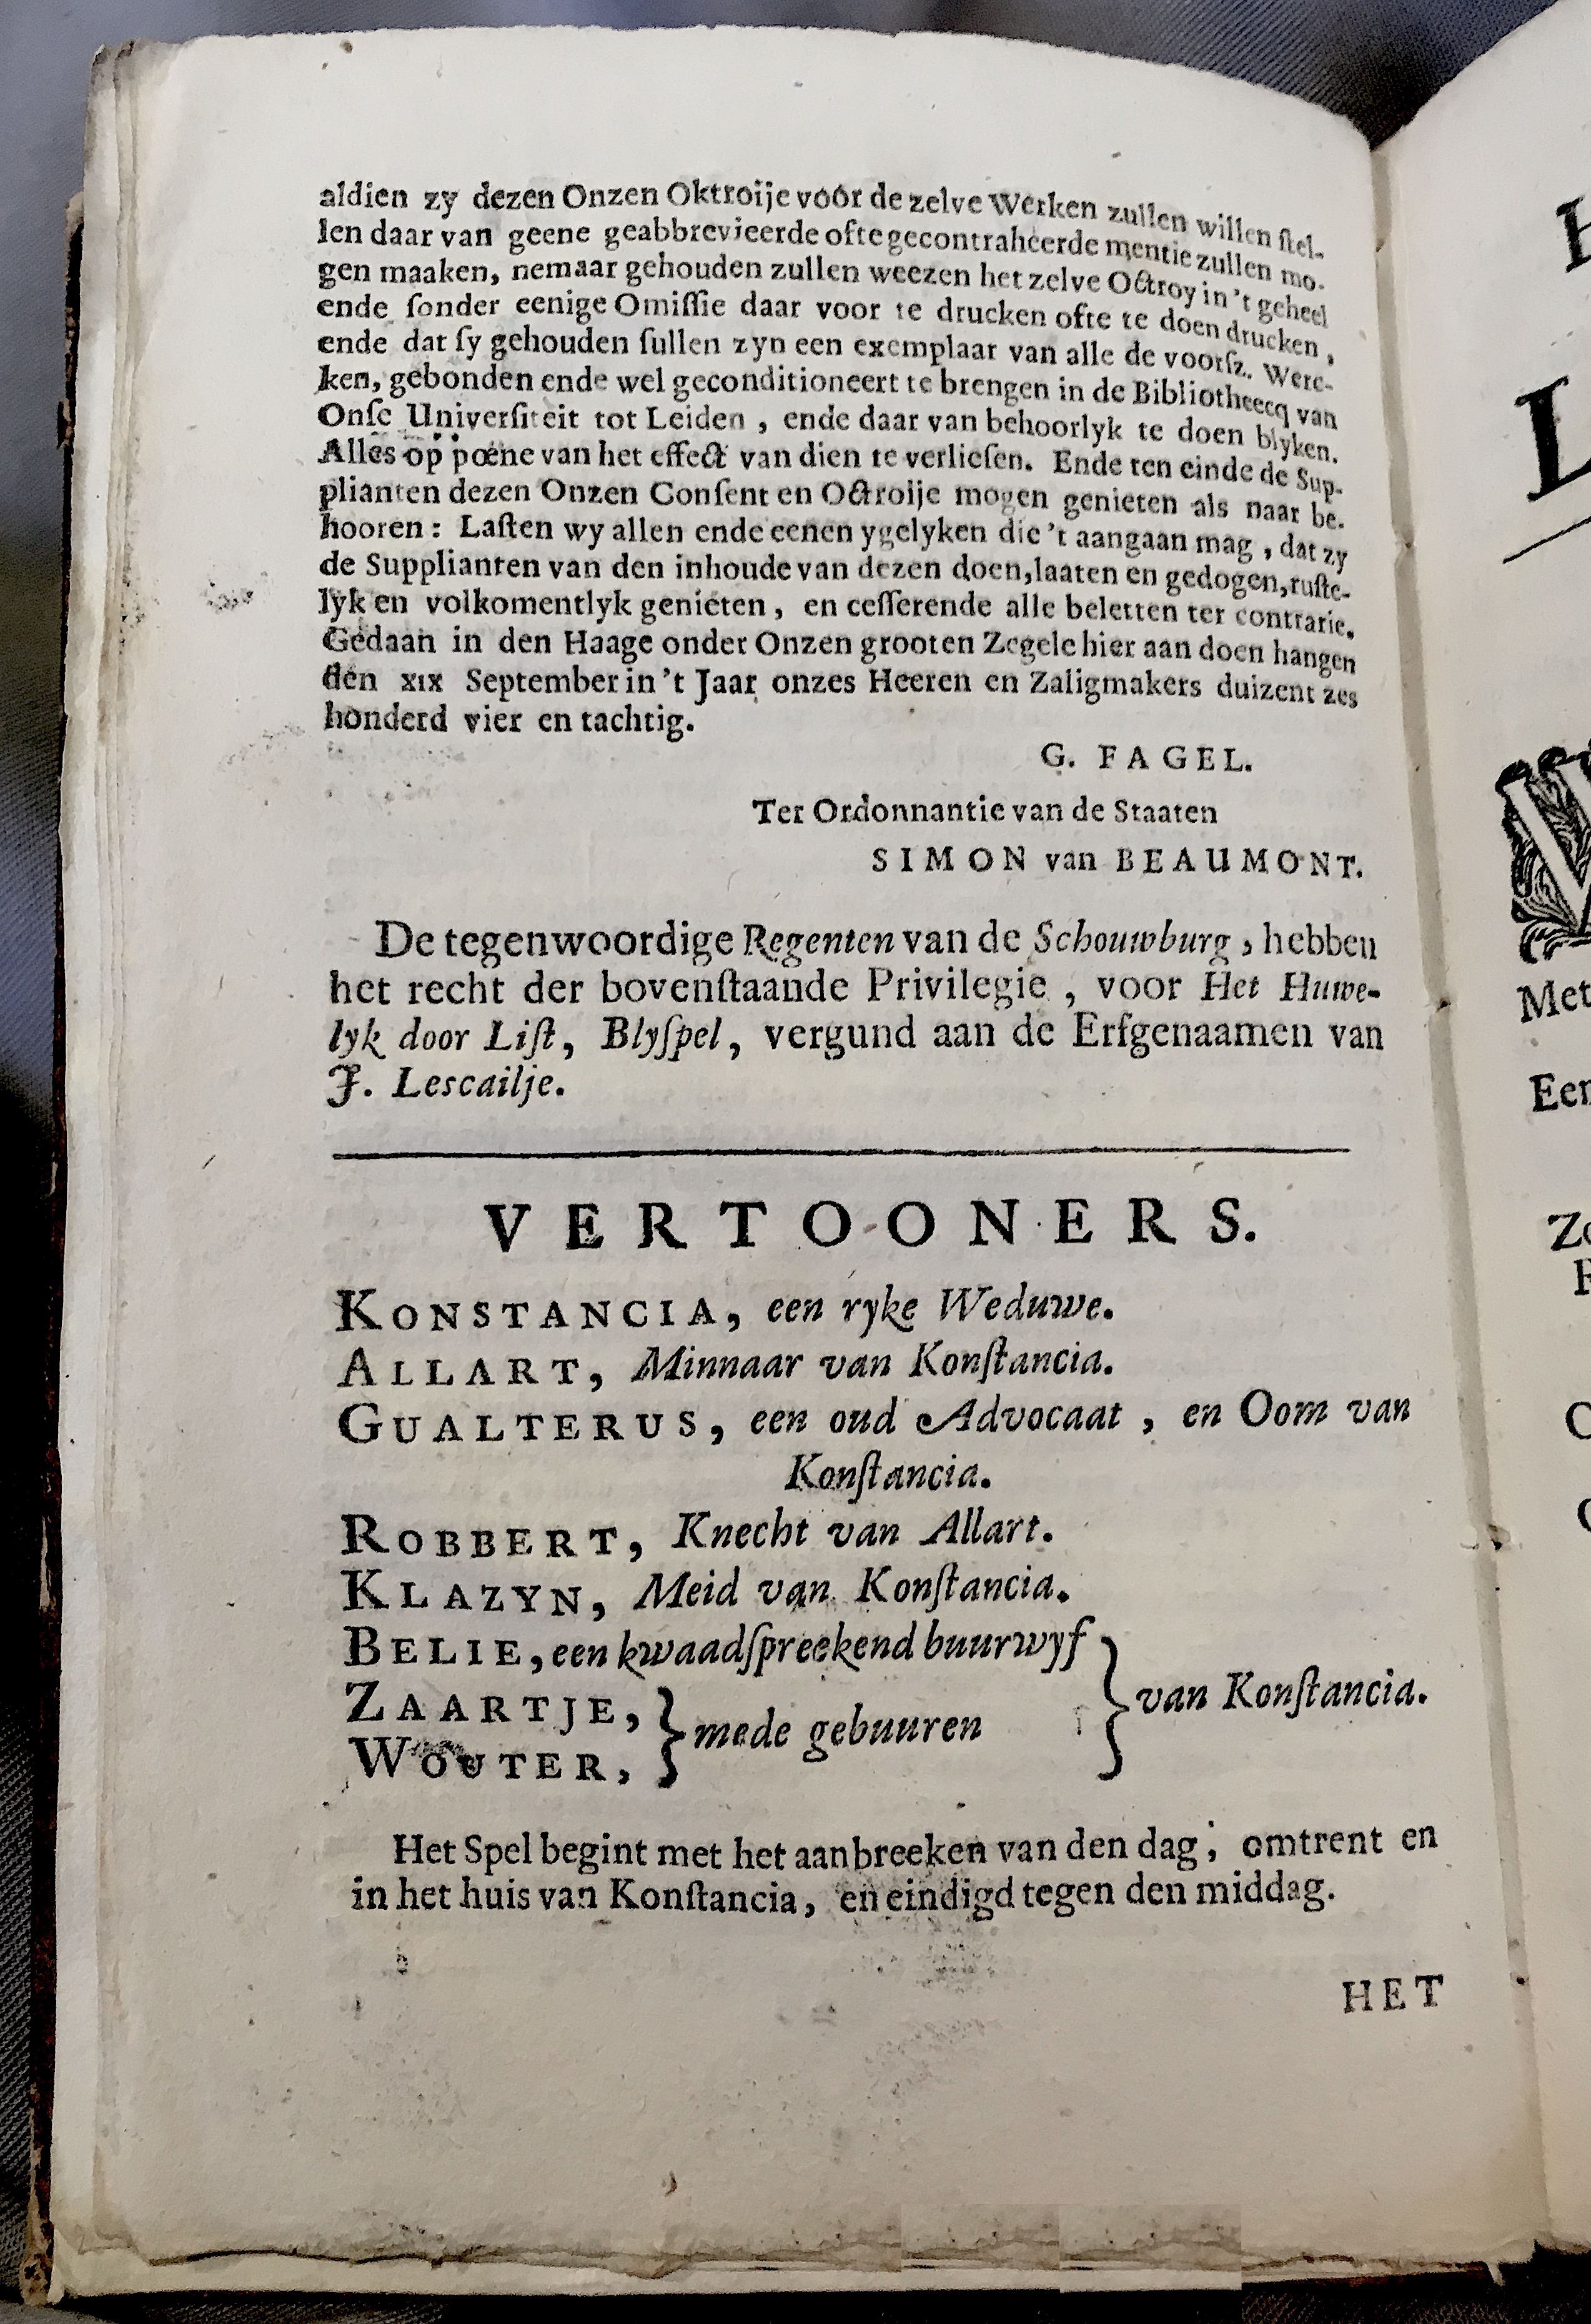 aldien zy dezen Onzen Oktroije voor de zelve Werken zullen willen ſtel-
len daar van geene geabbrevieerde ofte gecontraheerde mentie zullen mo-
gen maaken, nemaar gehouden zullen weezen het zelve Octroy in 't geheel
ende ſonder eenige Omiſſie daar voor te drucken ofte te doen drucken,
ende dat ſy gehouden ſullen zyn een exemplaar van alle de voorſz. Werc-
ken, gebonden ende wel geconditioneert te brengen in de Bibliotheecq van
Onſe Univerſiteit tot Leiden, ende daar van behoorlyk te doen blyken.
Alles op pœne van het effect van dien te verlieſen. Ende ten einde de Sup-
plianten dezen Onzen Conſent en Octroije mogen genieten als naar be-
hooren: Laſten wy allen ende eenen ygelyken die 't aangaan mag, dat zy
de Supplianten van den inhoude van dezen doen, laaten en gedogen, ruſte-
lyk en volkomentlyk genieten, en ceſſerende alle beletten ter contrarie.
Gedaan in den Haage onder Onzen grooten Zegele hier aan doen hangen
den XIX September in 't Jaar onzes Heeren en Zaligmakers duizent zes
honderd vier en tachtig.
G. FAGEL.
Ter Ordonnantie van de Staaten
SIMON van BEAUMONT.
De tegenwoordige Regenten van de Schouwburg, hebben
het recht der bovenſtaande Privilegie, voor Het Huwe-
lyk door Liſt, Blyſpel, vergund aan de Erfgenaamen van
J. Lescailje.
VERTOONERS.
KONSTANCIA, een ryke Weduwe.
ALLART, Minnaar van Konſtancia.
GUALTERUS, een oud Advocaat, en Oom van
Konſtancia.
ROBBERT, Knecht van Allart.
KLAZYN, Meid van Konſtancia.
BELIE, een kwaadſpreekend buurwyf
ZAARTJE, } mede gebuuren } van Konſtancia.
WOUTER,
Het Spel begint met het aanbreeken van den dag, omtrent en
in het huis van Konſtancia, en eindigd tegen den middag.
HET
L
Met
Een